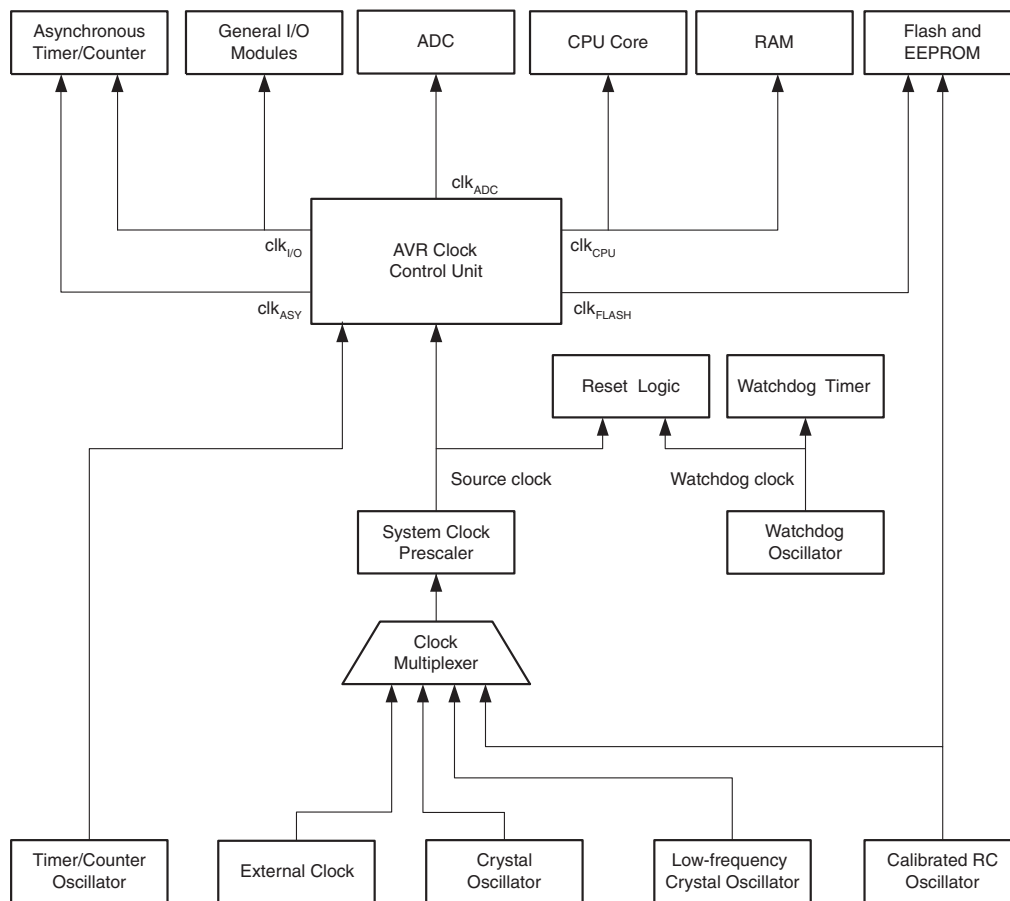 Asynchronous
Timer/Counter
General I/O
Modules
ADC
CPU Core
RAM
Flash and
EEPROM
clkADC
clkI/O
AVR Clock
Control Unit
clkCPU
clkASY
clkFLASH
Reset Logic
Watchdog Timer
Source clock
Watchdog clock
System Clock
Prescaler
Watchdog
Oscillator
Clock
Multiplexer
Timer/Counter
Oscillator
External Clock
Crystal
Oscillator
Low-frequency
Crystal Oscillator
Calibrated RC
Oscillator